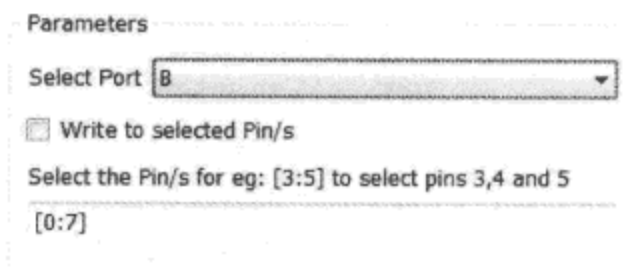 Parameters
Select Port B
Write to selected Pin/s
Select the Pin/s for eg: [3:5] to select pins 3,4 and 5
[0:7]